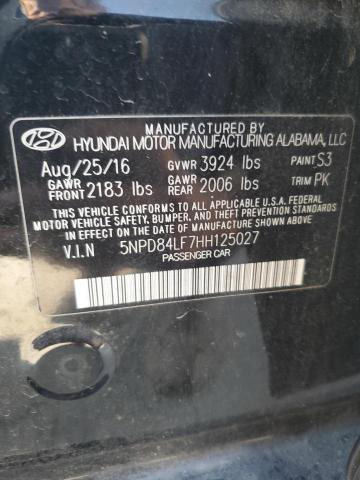 MANUFACTURED BY
HYUNDAI MOTOR MANUFACTURING ALABAMA, LLC
Aug/25/16 GVWR 3924 lbs PAINT S3
GAWR FRONT 2183 lbs GAWR REAR 2006 lbs TRIM PK
THIS VEHICLE CONFORMS TO ALL APPLICABLE U.S.A. FEDERAL
MOTOR VEHICLE SAFETY, BUMPER, AND THEFT PREVENTION
STANDARDS IN EFFECT ON THE DATE OF MANUFACTURE SHOWN ABOVE.
V.I.N 5NPD84LF7HH125027
PASSENGER CAR